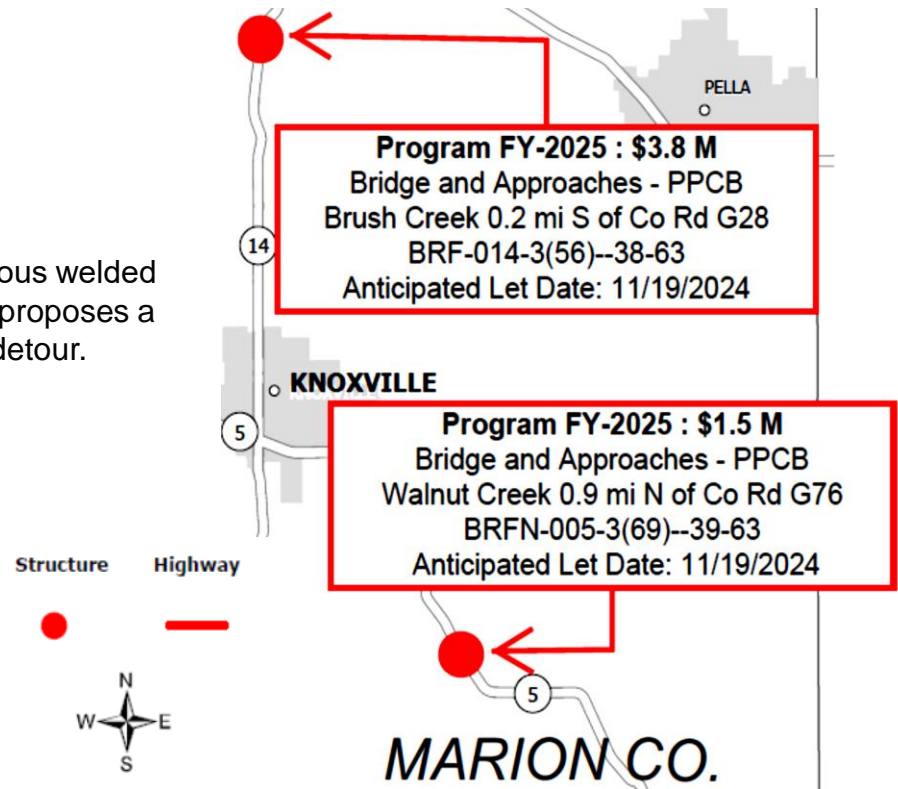 PELLA
Program FY-2025 : $3.8 M
Bridge and Approaches - PPCB
Brush Creek 0.2 mi S of Co Rd G28
BRF-014-3(56)--38-63
Anticipated Let Date: 11/19/2024
14
ous welded
proposes a
detour.
KNOXVILLE
5
Program FY-2025 : $1.5 M
Bridge and Approaches - PPCB
Walnut Creek 0.9 mi N of Co Rd G76
BRFN-005-3(69)--39-63
Anticipated Let Date: 11/19/2024
Structure Highway
N
W E
S
5
MARION CO.